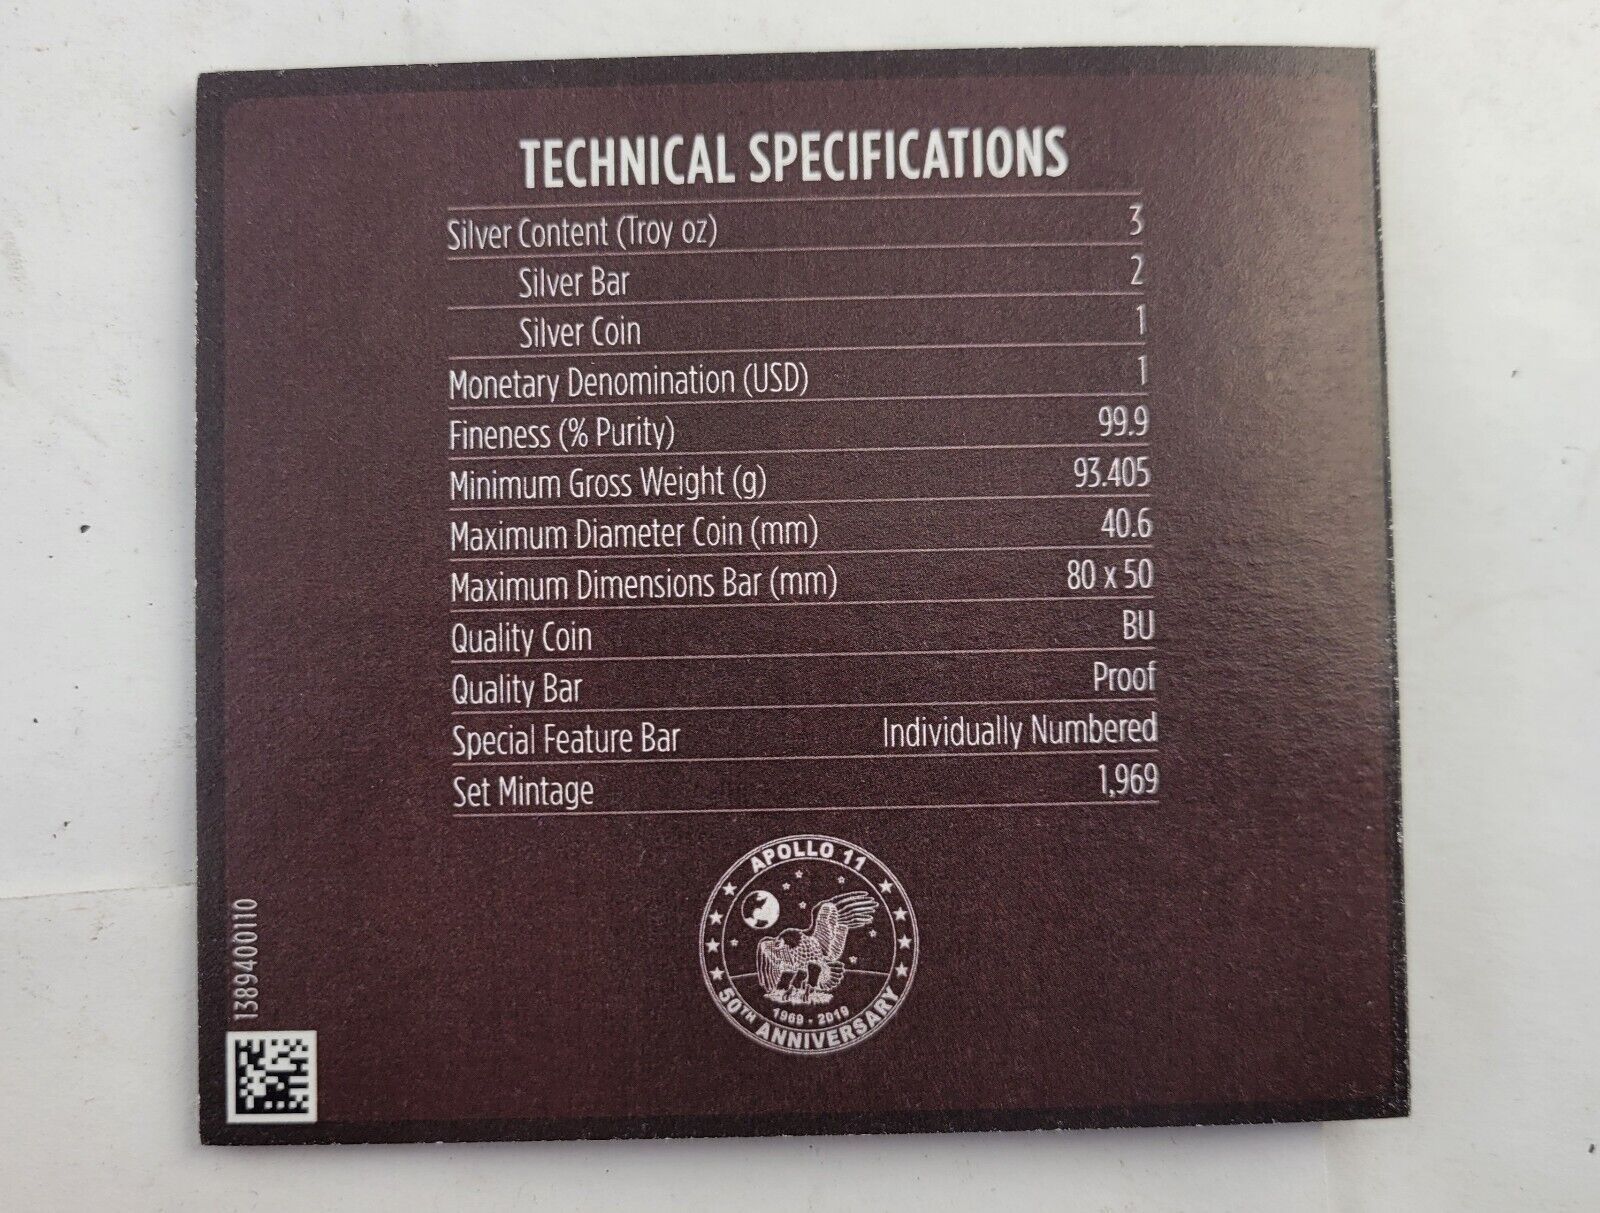 TECHNICAL SPECIFICATIONS
Silver Content (Troy oz) 3
Silver Bar 2
Silver Coin 1
Monetary Denomination (USD) 1
Fineness (% Purity) 99.9
Minimum Gross Weight (g) 93.405
Maximum Diameter Coin (mm) 40.6
Maximum Dimensions Bar (mm) 80 x 50
Quality Coin BU
Quality Bar Proof
Special Feature Bar Individually Numbered
Set Mintage 1,969
APOLLO 11
1969 - 2019
50TH ANNIVERSARY
1389400110